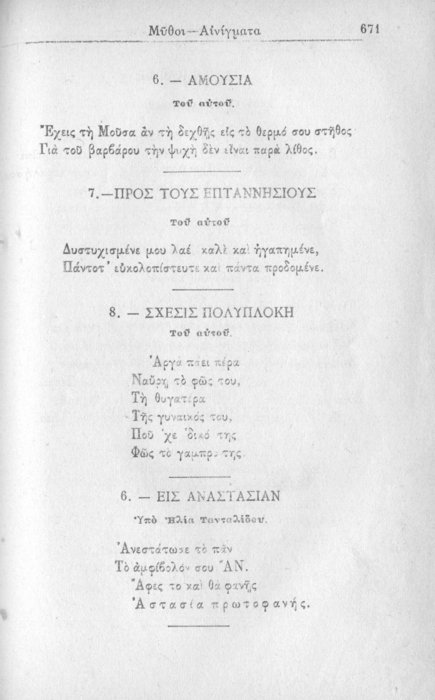 Μῦθοι—Αἰνίγματα 671
6. — ΑΜΟΥΣΙΑ
Τοῦ αὐτοῦ.
Ἔχεις τὴ Μοῦσα ἂν τὴ δεχθῇς εἰς τὸ θερμό σου στῆθος
Γιὰ τοῦ βαρβάρου τὴν ψυχὴ δὲν εἶναι παρὰ λίθος.
7.—ΠΡΟΣ ΤΟΥΣ ΕΠΤΑΝΝΗΣΙΟΥΣ
Τοῦ αὐτοῦ
Δυστυχισμένε μου λαέ καλὲ καὶ ἠγαπημένε,
Πάντοτ' εὐκολοπίστευτε καὶ πάντα προδομένε.
8. — ΣΧΕΣΙΣ ΠΟΛΥΠΛΟΚΗ
Τοῦ αὐτοῦ.
Ἀργὰ πάει πέρα
Ναὔρῃ τὸ φῶς του,
Τὴ θυγατέρα
Τῆς γυναικός του,
Ποῦ 'χε δικό της
Φῶς τὸ γαμπρό της.
6. — ΕΙΣ ΑΝΑΣΤΑΣΙΑΝ
Ὑπὸ Ἠλία Τανταλίδου.
Ἀνεστάτωσε τὸ πᾶν
Τὸ ἀμφίβολόν σου ἌΝ.
Ἄφες το καὶ θὰ φανῇς
Ἀστασία πρωτοφανής.